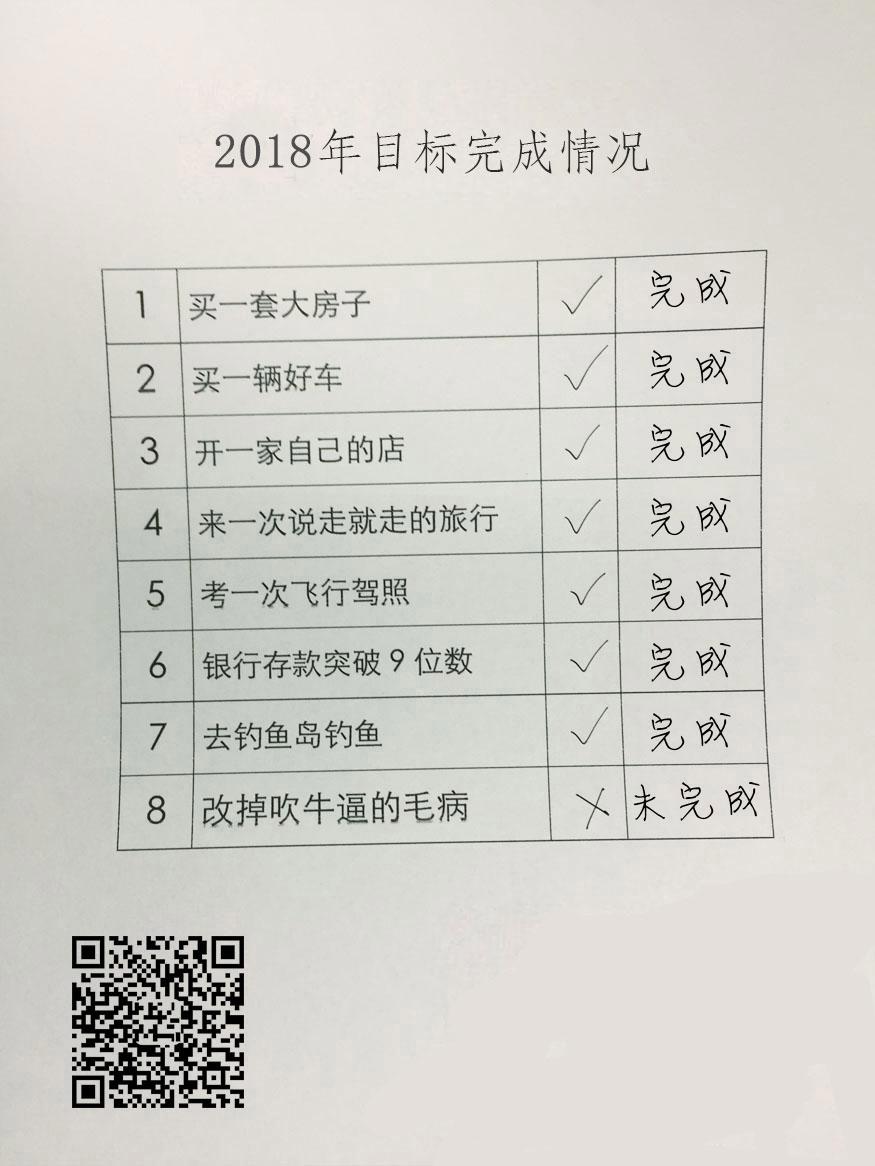 2018年目标完成情况
1 买一套大房子 ✓ 完成
2 买一辆好车 ✓ 完成
3 开一家自己的店 ✓ 完成
4 来一次说走就走的旅行 ✓ 完成
5 考一次飞行驾照 ✓ 完成
6 银行存款突破9位数 ✓ 完成
7 去钓鱼岛钓鱼 ✓ 完成
8 改掉吹牛逼的毛病 ✗ 未完成